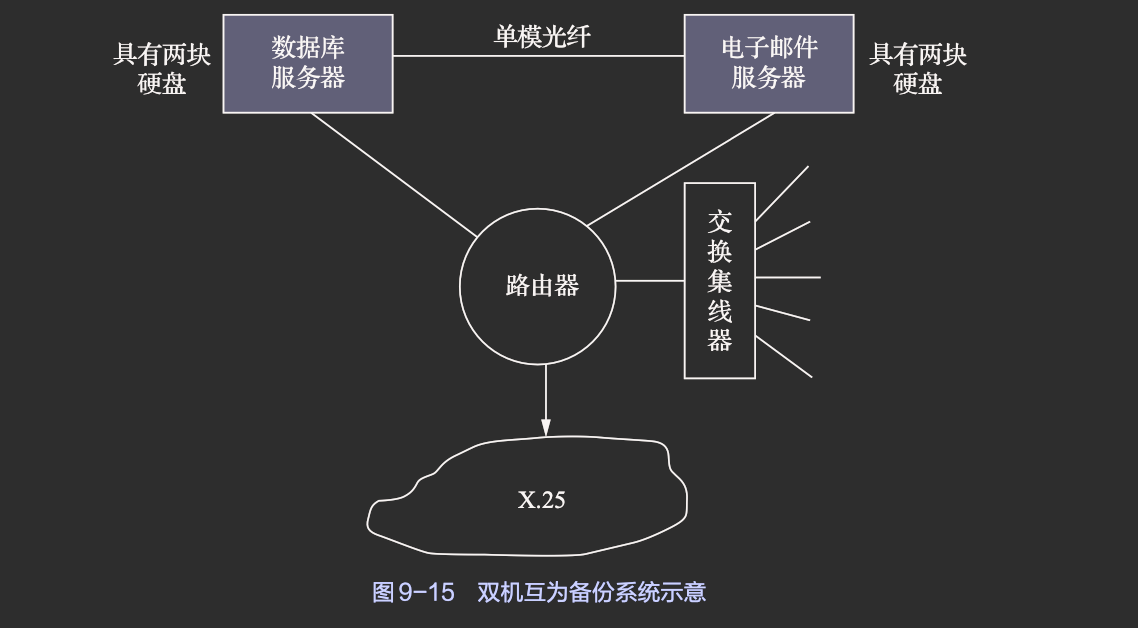 具有两块
硬盘
数据库
服务器
单模光纤
电子邮件
服务器
具有两块
硬盘
路由器
交
换
集
线
器
X.25
图 9-15 双机互为备份系统示意